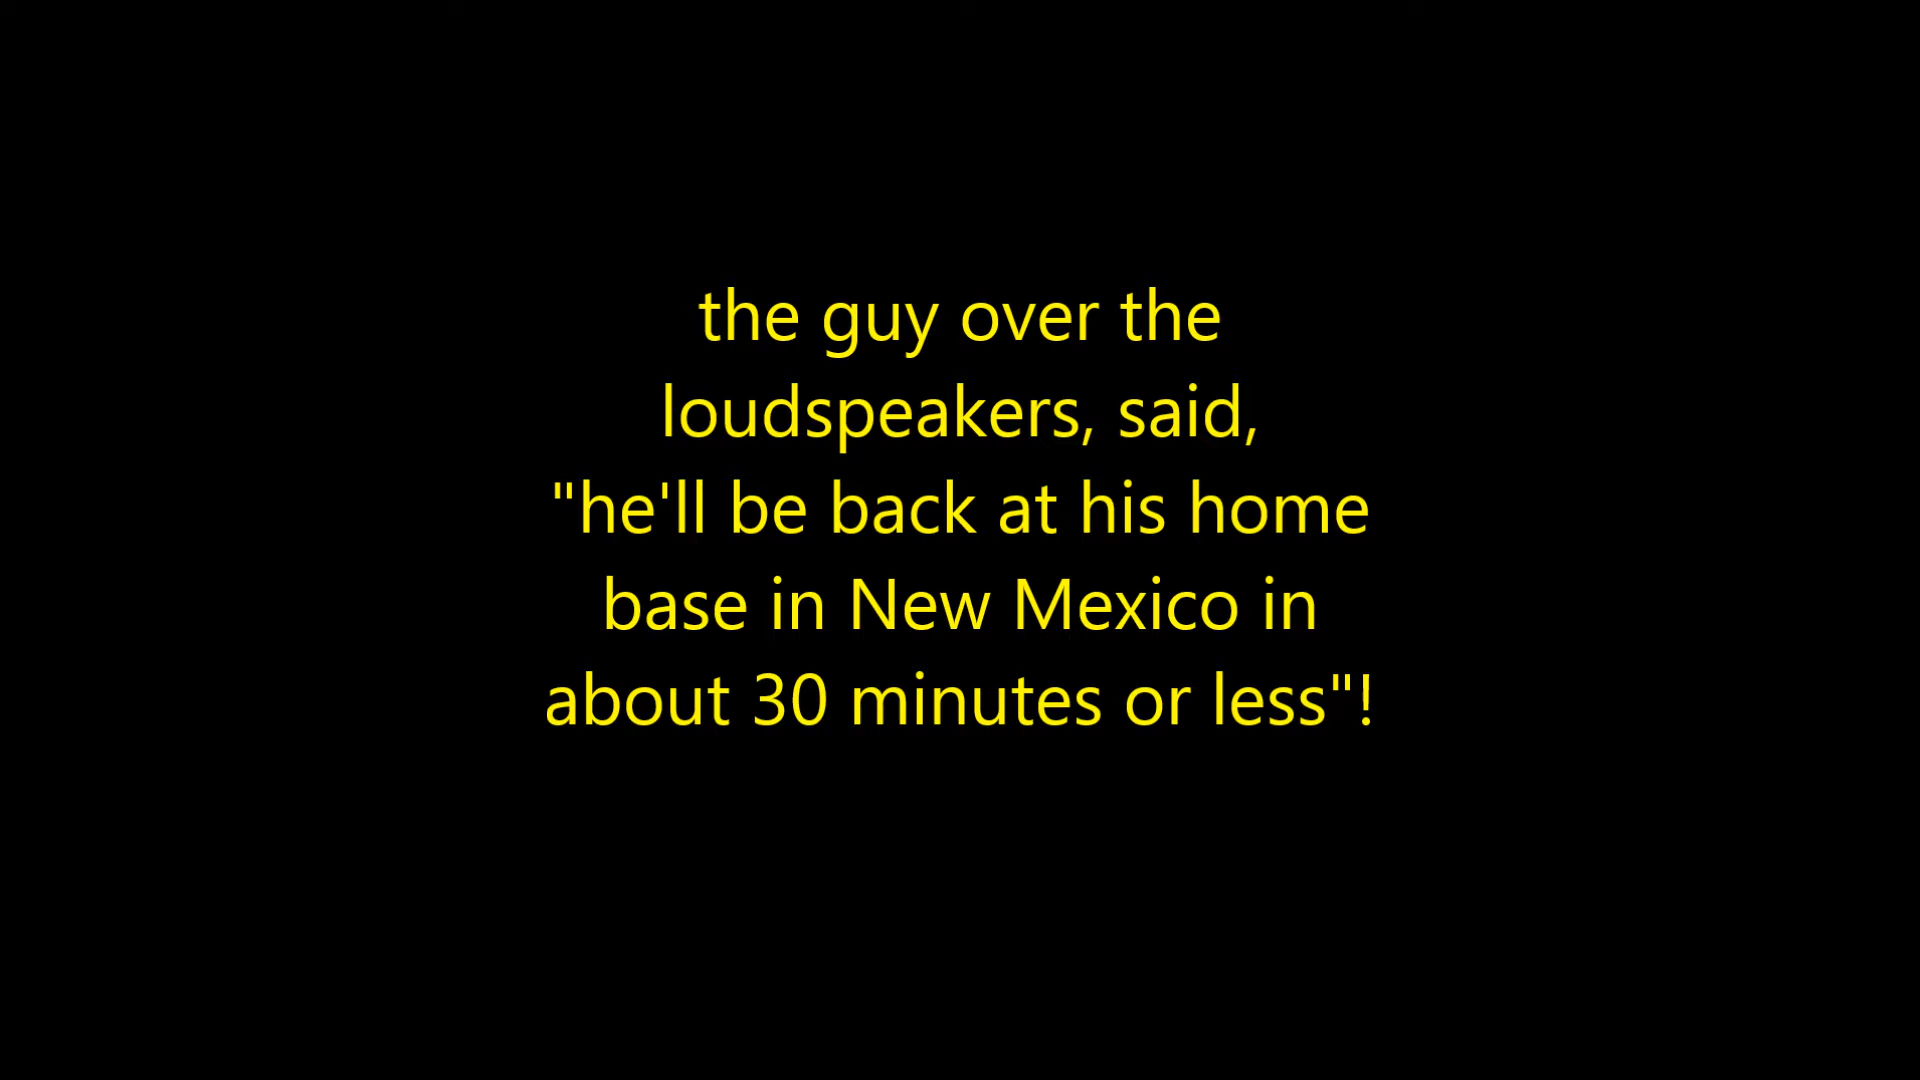 the guy over the
loudspeakers, said,
"he'll be back at his home
base in New Mexico in
about 30 minutes or less"!